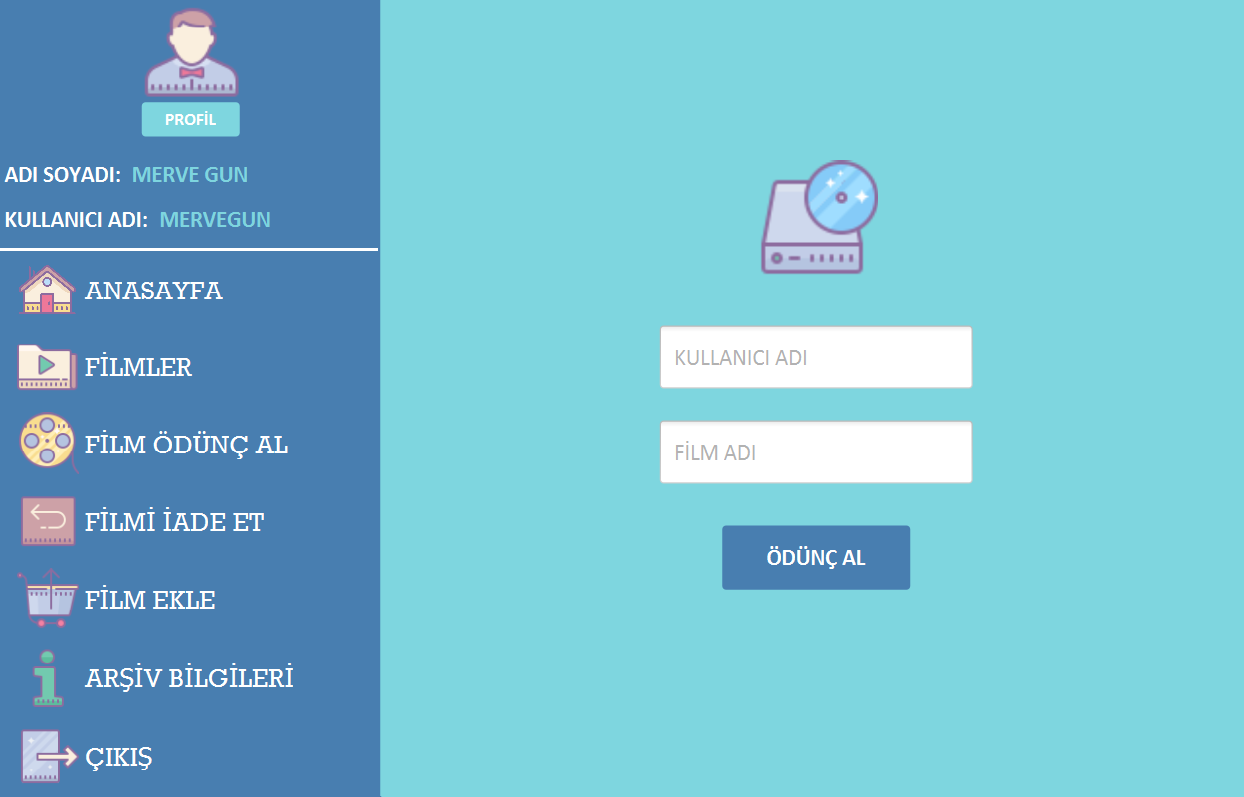 PROFİL
ADI SOYADI: MERVE GUN
KULLANICI ADI: MERVEGUN
ANASAYFA
FİLMLER
FİLM ÖDÜNÇ AL
FİLMİ İADE ET
FİLM EKLE
ARŞİV BİLGİLERİ
ÇIKIŞ
KULLANICI ADI
FİLM ADI
ÖDÜNÇ AL